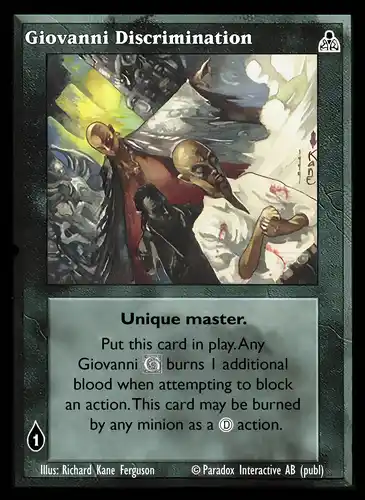 Giovanni Discrimination
Unique master.
Put this card in play. Any
Giovanni burns 1 additional
blood when attempting to block
an action. This card may be burned
by any minion as a Ⓓ action.
1
Illus: Richard Kane Ferguson © Paradox Interactive AB (publ)